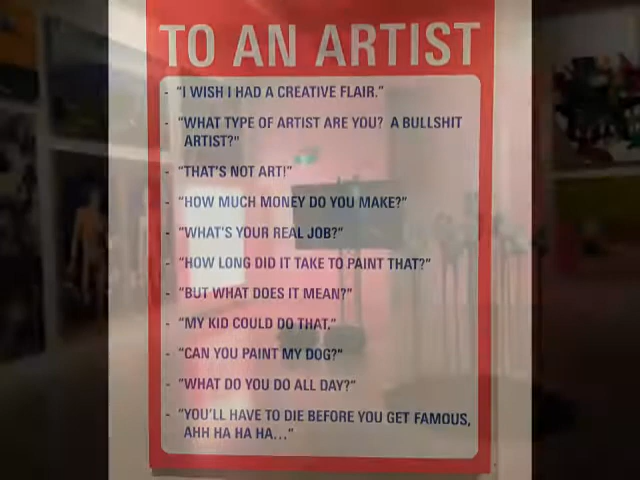 TO AN ARTIST
- "I WISH I HAD A CREATIVE FLAIR."
- "WHAT TYPE OF ARTIST ARE YOU? A BULLSHIT
ARTIST?"
- "THAT'S NOT ART!"
- "HOW MUCH MONEY DO YOU MAKE?"
- "WHAT'S YOUR REAL JOB?"
- "HOW LONG DID IT TAKE TO PAINT THAT?"
- "BUT WHAT DOES IT MEAN?"
- "MY KID COULD DO THAT."
- "CAN YOU PAINT MY DOG?"
- "WHAT DO YOU DO ALL DAY?"
- "YOU'LL HAVE TO DIE BEFORE YOU GET FAMOUS,
AHH HA HA HA..."